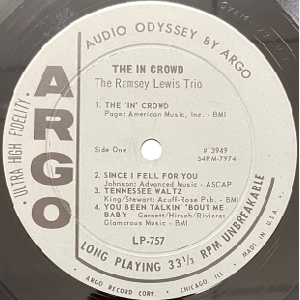 AUDIO ODYSSEY BY ARGO
ULTRA HIGH FIDELITY
ARGO
THE IN CROWD
The Ramsey Lewis Trio
1. THE 'IN' CROWD
Page: American Music, Inc. - BMI
Side One
# 3949
S4RM-7974
2. SINCE I FELL FOR YOU
Johnson: Advanced Music - ASCAP
3. TENNESSEE WALTZ
King/Stewart: Acuff-Rose Pub. - BMI
4. YOU BEEN TALKIN' 'BOUT ME
BABY - Garrett/Hirsch/Riviera:
Glamorous Music - BMI
LP-757
LONG PLAYING 33⅓ RPM UNBREAKABLE
ARGO RECORD CORP. - CHICAGO, ILL
MADE IN U.S.A.